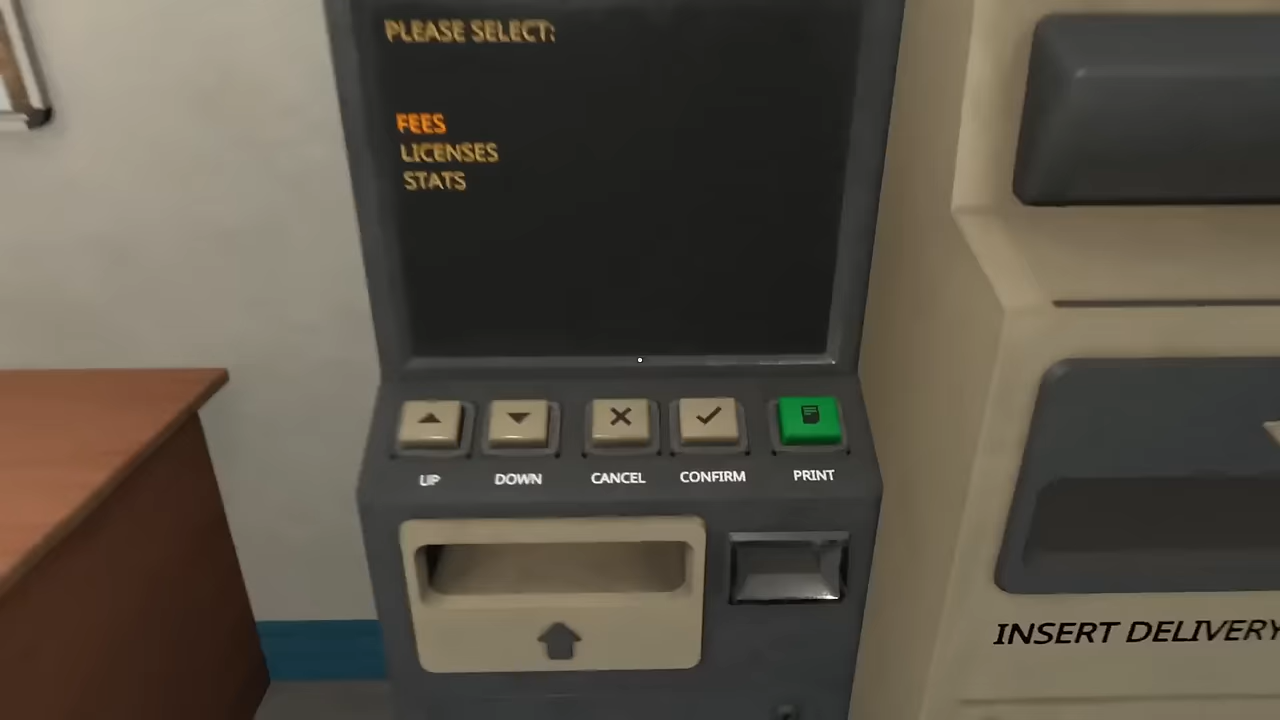 PLEASE SELECT:
FEES
LICENSES
STATS
UP DOWN CANCEL CONFIRM PRINT
INSERT DELIVERY